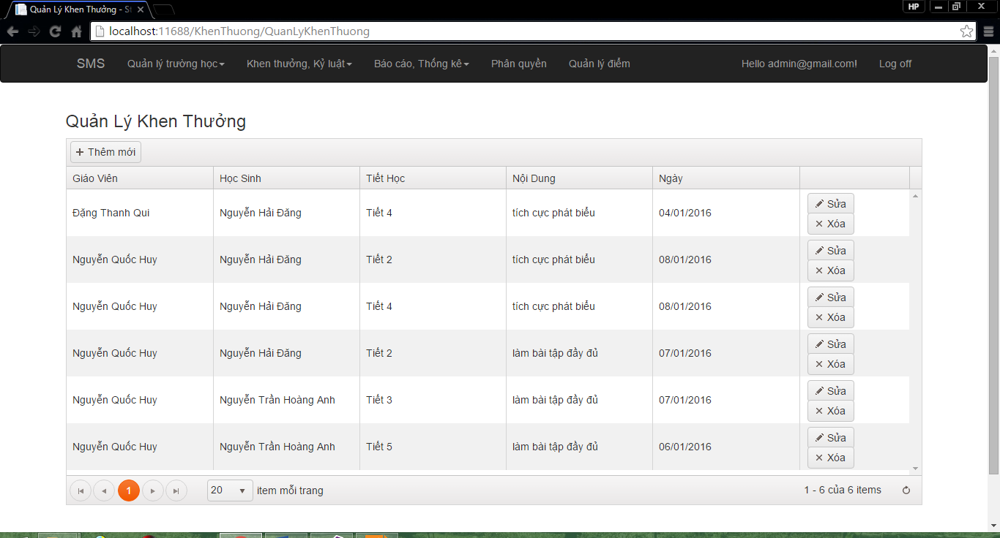 Quản Lý Khen Thưởng - St
HP
localhost:11688/KhenThuong/QuanLyKhenThuong
SMS Quản lý trường học Khen thưởng, Kỷ luật Báo cáo, Thống kê Phân quyền Quản lý điểm Hello admin@gmail.com! Log off
Quản Lý Khen Thưởng
Thêm mới
Giáo Viên Học Sinh Tiết Học Nội Dung Ngày
Đặng Thanh Qui Nguyễn Hải Đăng Tiết 4 tích cực phát biểu 04/01/2016 Sửa
Xóa
Nguyễn Quốc Huy Nguyễn Hải Đăng Tiết 2 tích cực phát biểu 08/01/2016 Sửa
Xóa
Nguyễn Quốc Huy Nguyễn Hải Đăng Tiết 4 tích cực phát biểu 08/01/2016 Sửa
Xóa
Nguyễn Quốc Huy Nguyễn Hải Đăng Tiết 2 làm bài tập đầy đủ 07/01/2016 Sửa
Xóa
Nguyễn Quốc Huy Nguyễn Trần Hoàng Anh Tiết 3 làm bài tập đầy đủ 07/01/2016 Sửa
Xóa
Nguyễn Quốc Huy Nguyễn Trần Hoàng Anh Tiết 5 làm bài tập đầy đủ 06/01/2016 Sửa
Xóa
1 20 item mỗi trang 1 - 6 của 6 items